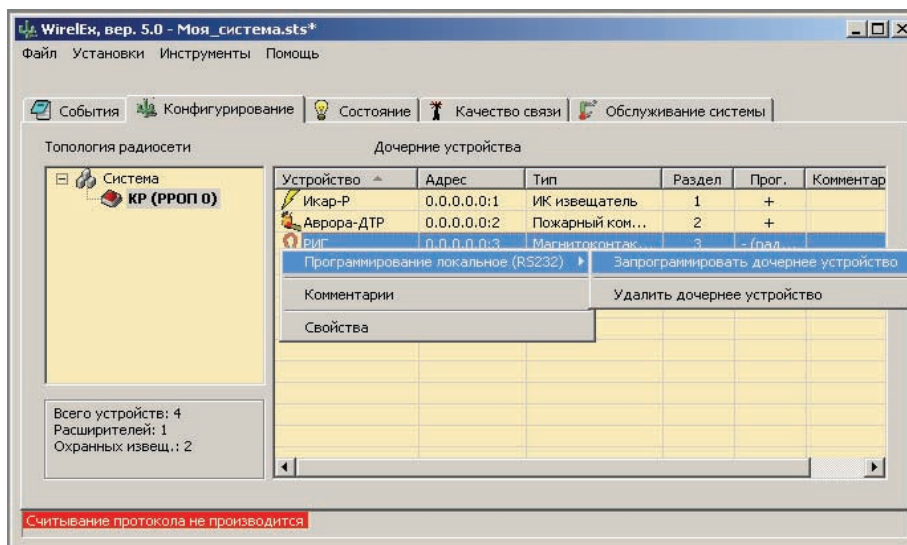 WirelEx, вер. 5.0 - Моя_система.sts*
Файл Установки Инструменты Помощь
События Конфигурирование Состояние Качество связи Обслуживание системы
Топология радиосети Дочерние устройства
Система
КР (РРОП 0)
Устройство Адрес Тип Раздел Прог. Комментар
Икар-Р 0.0.0.0.0:1 ИК извещатель 1 +
Аврора-ДТР 0.0.0.0.0:2 Пожарный ком... 2 +
РИГ 0.0.0.0.0:3 Магнитоконтак... 3 - (рад...
Программирование локальное (RS232) Запрограммировать дочернее устройство
Комментарии Удалить дочернее устройство
Свойства
Всего устройств: 4
Расширителей: 1
Охранных извещ.: 2
Считывание протокола не производится